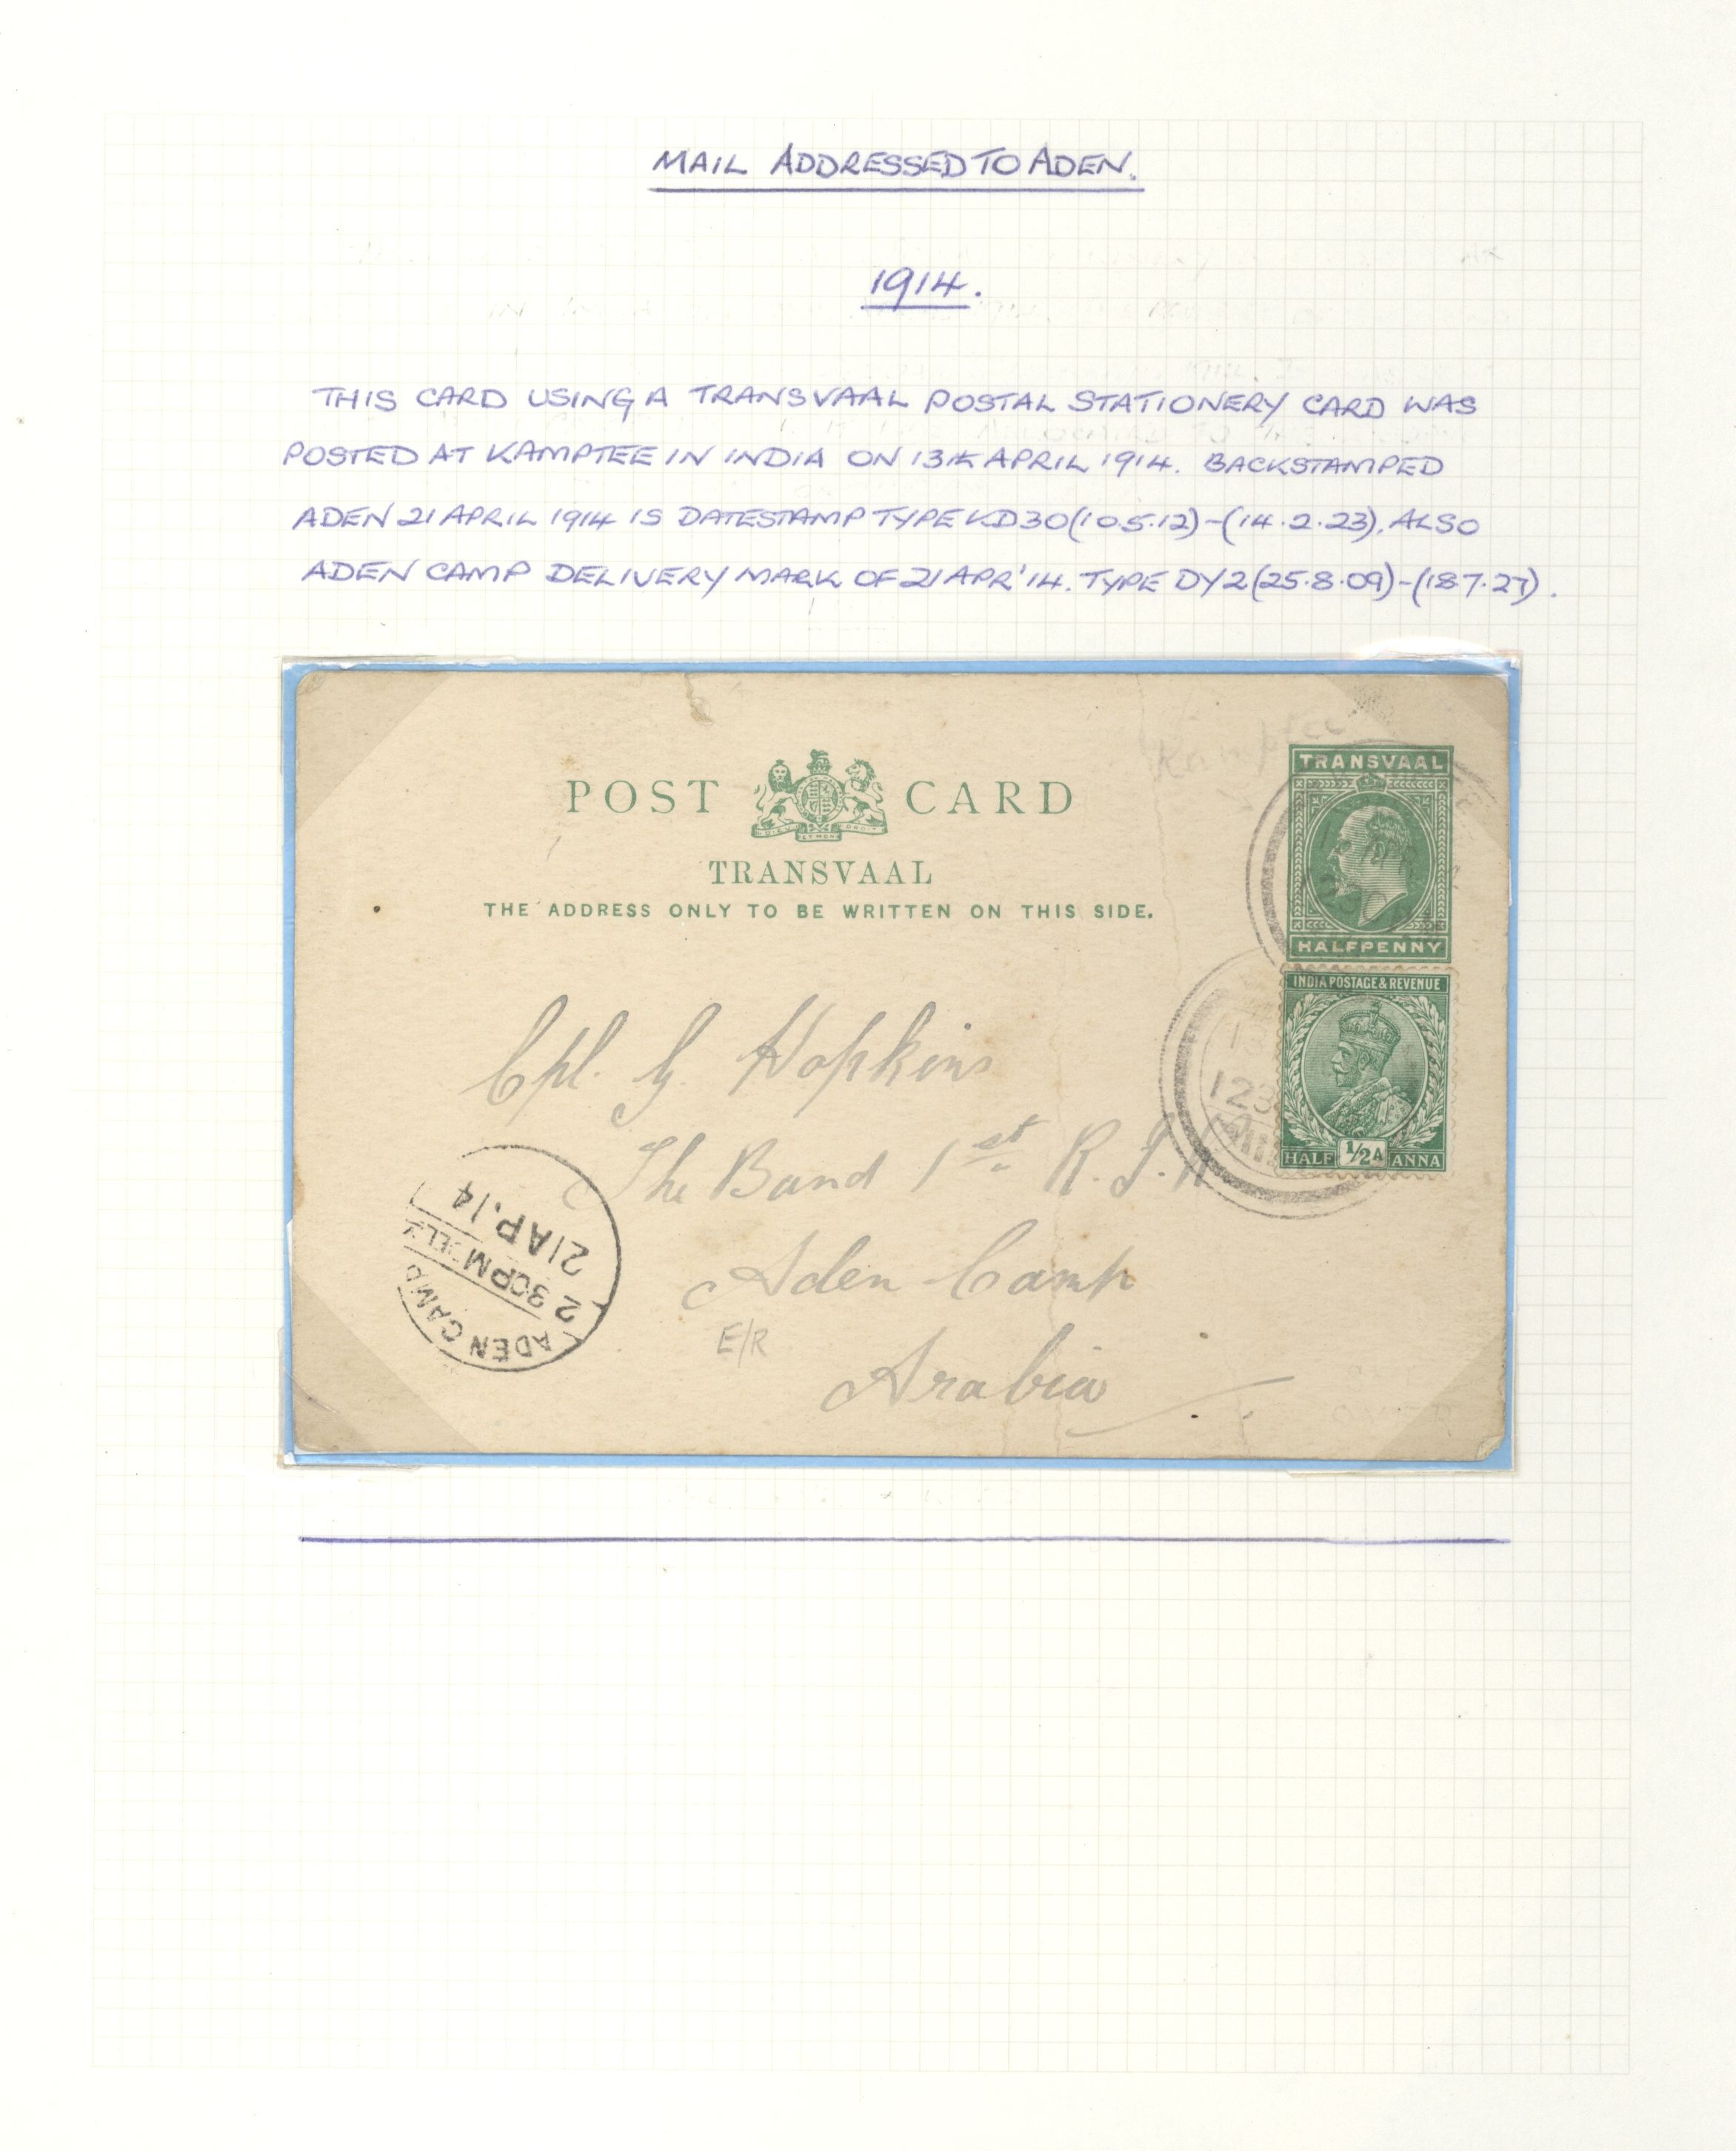 MAIL ADDRESSED TO ADEN.
1914.
THIS CARD USING A TRANSVAAL POSTAL STATIONERY CARD WAS
POSTED AT KAMPTEE IN INDIA ON 13th APRIL 1914. BACKSTAMPED
ADEN 21 APRIL 1914 IS DATESTAMP TYPE KD30(10.5.12)-(14.2.23). ALSO
ADEN CAMP DELIVERY MARK OF 21 APR'14. TYPE DY2(25.8.09)-(18.7.27).
Kamptee
POST CARD
TRANSVAAL
THE ADDRESS ONLY TO BE WRITTEN ON THIS SIDE.
TRANSVAAL
HALFPENNY
INDIA POSTAGE & REVENUE
HALF ½A ANNA
Cpl. G. Hopkins
The Band 1st R. I. R
Aden Camp
Arabia
E/R
ADEN CAMP
2 30PM DELY
21AP.14